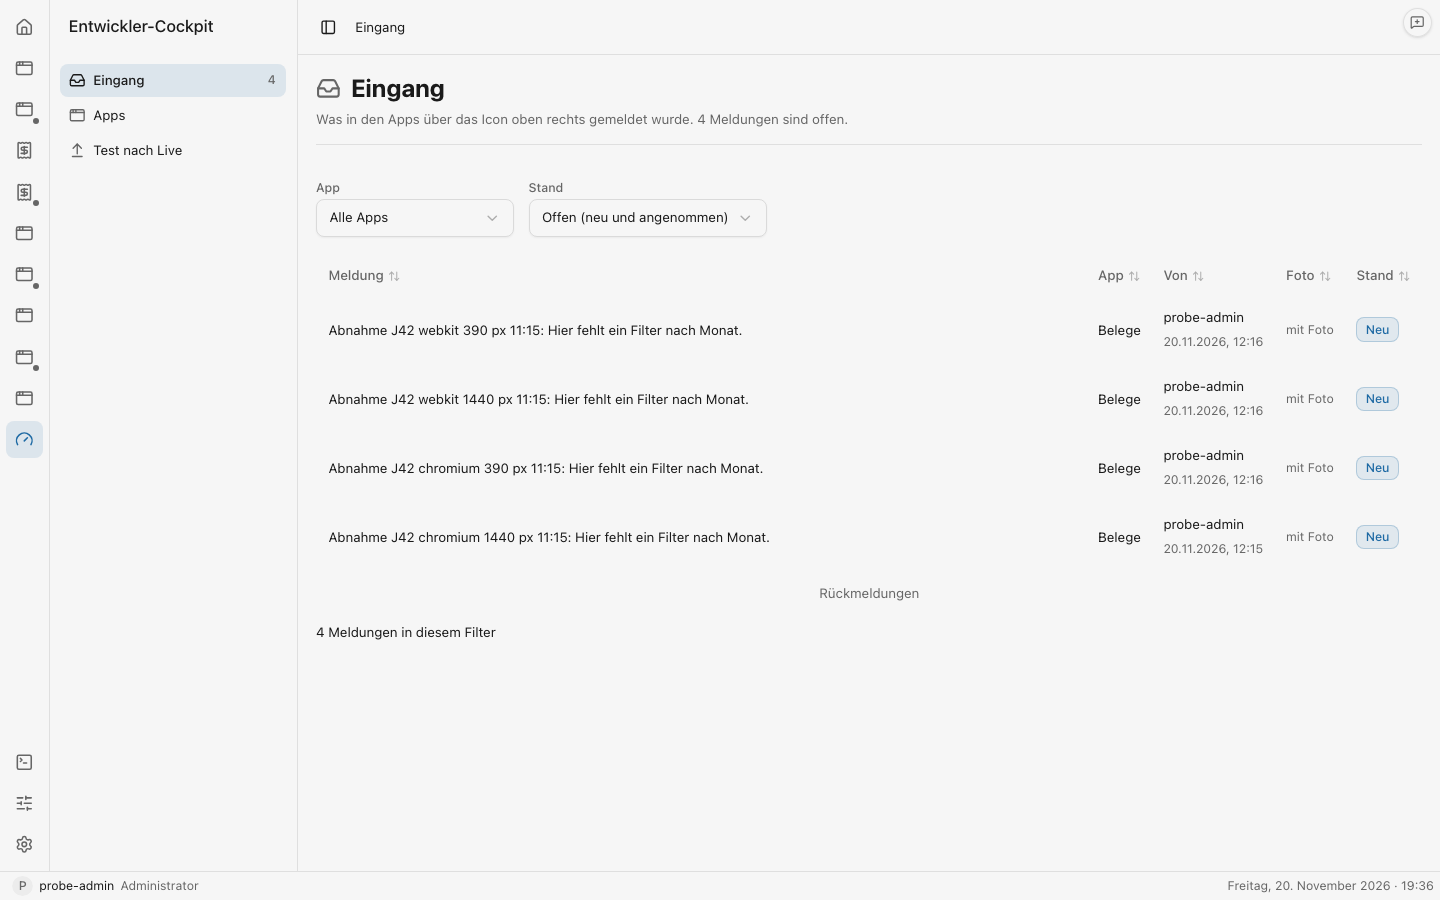 Entwickler-Cockpit
Eingang 4
Apps
Test nach Live
Eingang
Eingang
Was in den Apps über das Icon oben rechts gemeldet wurde. 4 Meldungen sind offen.
App Stand
Alle Apps Offen (neu und angenommen)
Meldung App Von Foto Stand
Abnahme J42 webkit 390 px 11:15: Hier fehlt ein Filter nach Monat. Belege probe-admin mit Foto Neu
20.11.2026, 12:16
Abnahme J42 webkit 1440 px 11:15: Hier fehlt ein Filter nach Monat. Belege probe-admin mit Foto Neu
20.11.2026, 12:16
Abnahme J42 chromium 390 px 11:15: Hier fehlt ein Filter nach Monat. Belege probe-admin mit Foto Neu
20.11.2026, 12:16
Abnahme J42 chromium 1440 px 11:15: Hier fehlt ein Filter nach Monat. Belege probe-admin mit Foto Neu
20.11.2026, 12:15
Rückmeldungen
4 Meldungen in diesem Filter
P probe-admin Administrator
Freitag, 20. November 2026 · 19:36